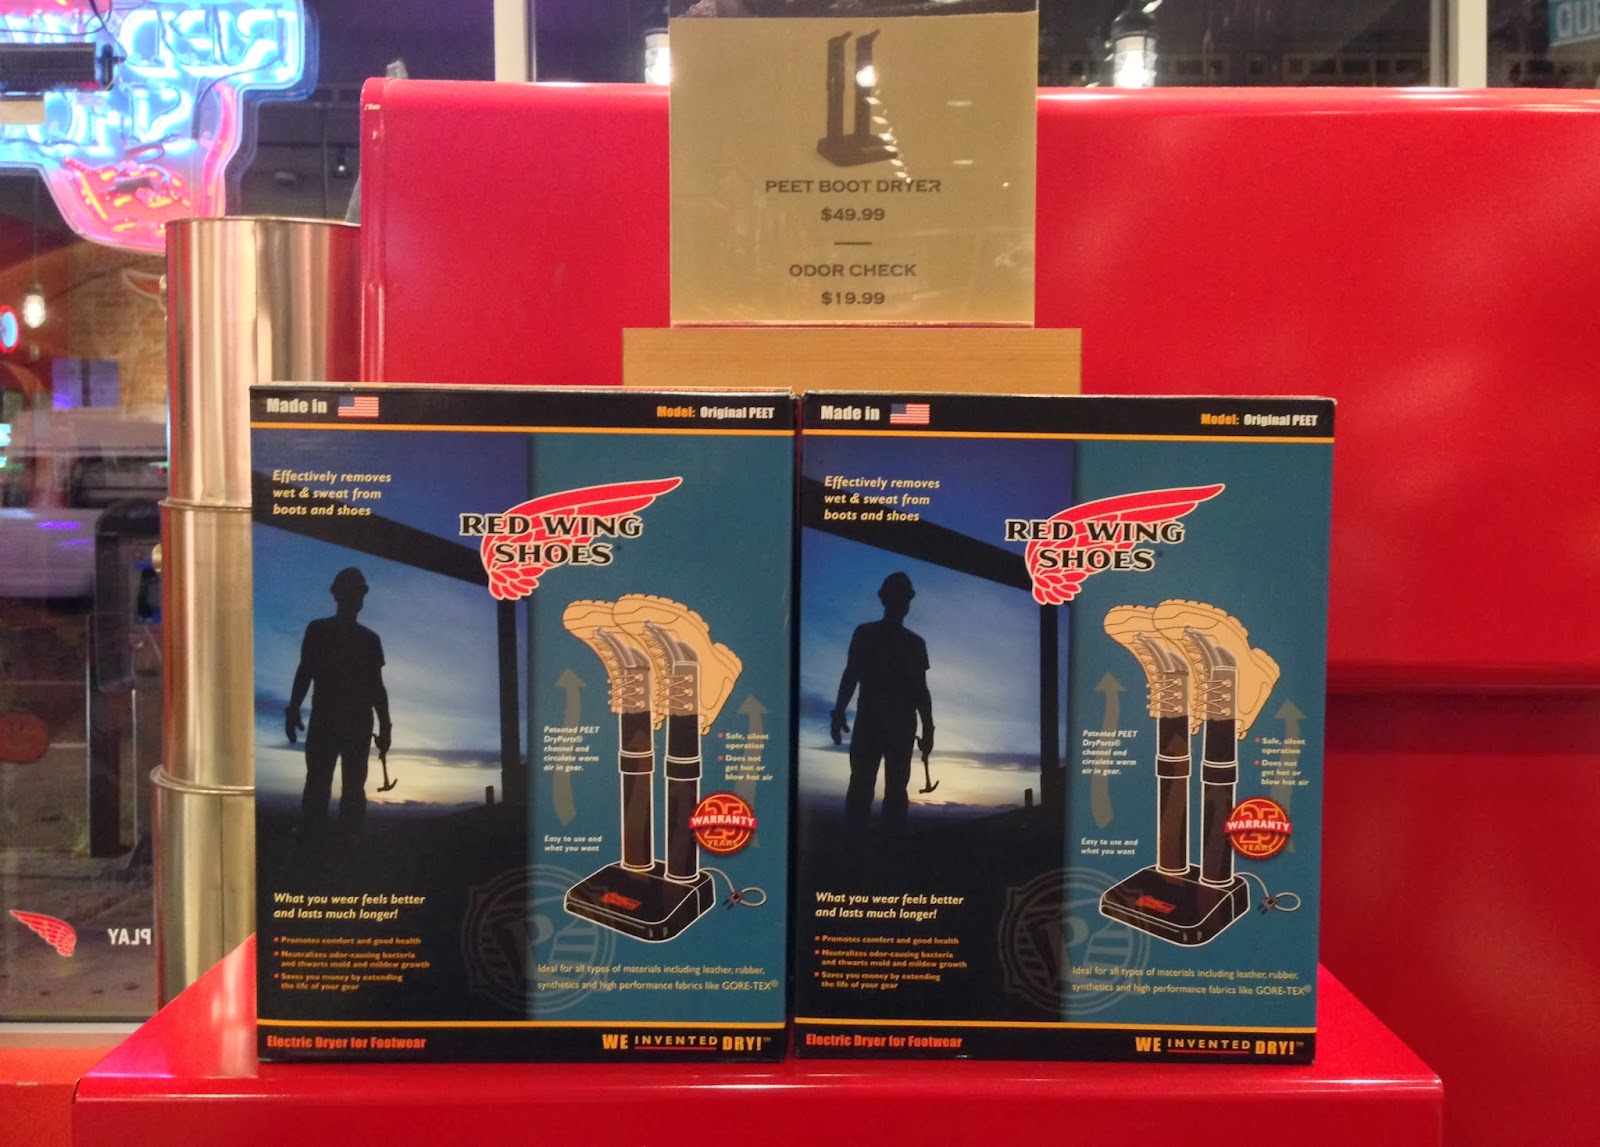 PEET BOOT DRYER
$49.99
ODOR CHECK
$19.99
Made in
Model: Original PEET
Effectively removes
wet & sweat from
boots and shoes
RED WING
SHOES
Patented PEET
DryPorts®
channel and
circulate warm
air in gear.
Safe, silent
operation
Does not
get hot or
blow hot air
25
WARRANTY
YEARS
Easy to use and
what you want
What you wear feels better
and lasts much longer!
Promotes comfort and good health
Neutralizes odor-causing bacteria
and thwarts mold and mildew growth
Saves you money by extending
the life of your gear
Ideal for all types of materials including leather, rubber,
synthetics and high performance fabrics like GORE-TEX®
Electric Dryer for Footwear
WE INVENTED DRY!™
Made in
Model: Original PEET
Effectively removes
wet & sweat from
boots and shoes
RED WING
SHOES
Patented PEET
DryPorts®
channel and
circulate warm
air in gear.
Safe, silent
operation
Does not
get hot or
blow hot air
25
WARRANTY
YEARS
Easy to use and
what you want
What you wear feels better
and lasts much longer!
Promotes comfort and good health
Neutralizes odor-causing bacteria
and thwarts mold and mildew growth
Saves you money by extending
the life of your gear
Ideal for all types of materials including leather, rubber,
synthetics and high performance fabrics like GORE-TEX®
Electric Dryer for Footwear
WE INVENTED DRY!™
PLAY